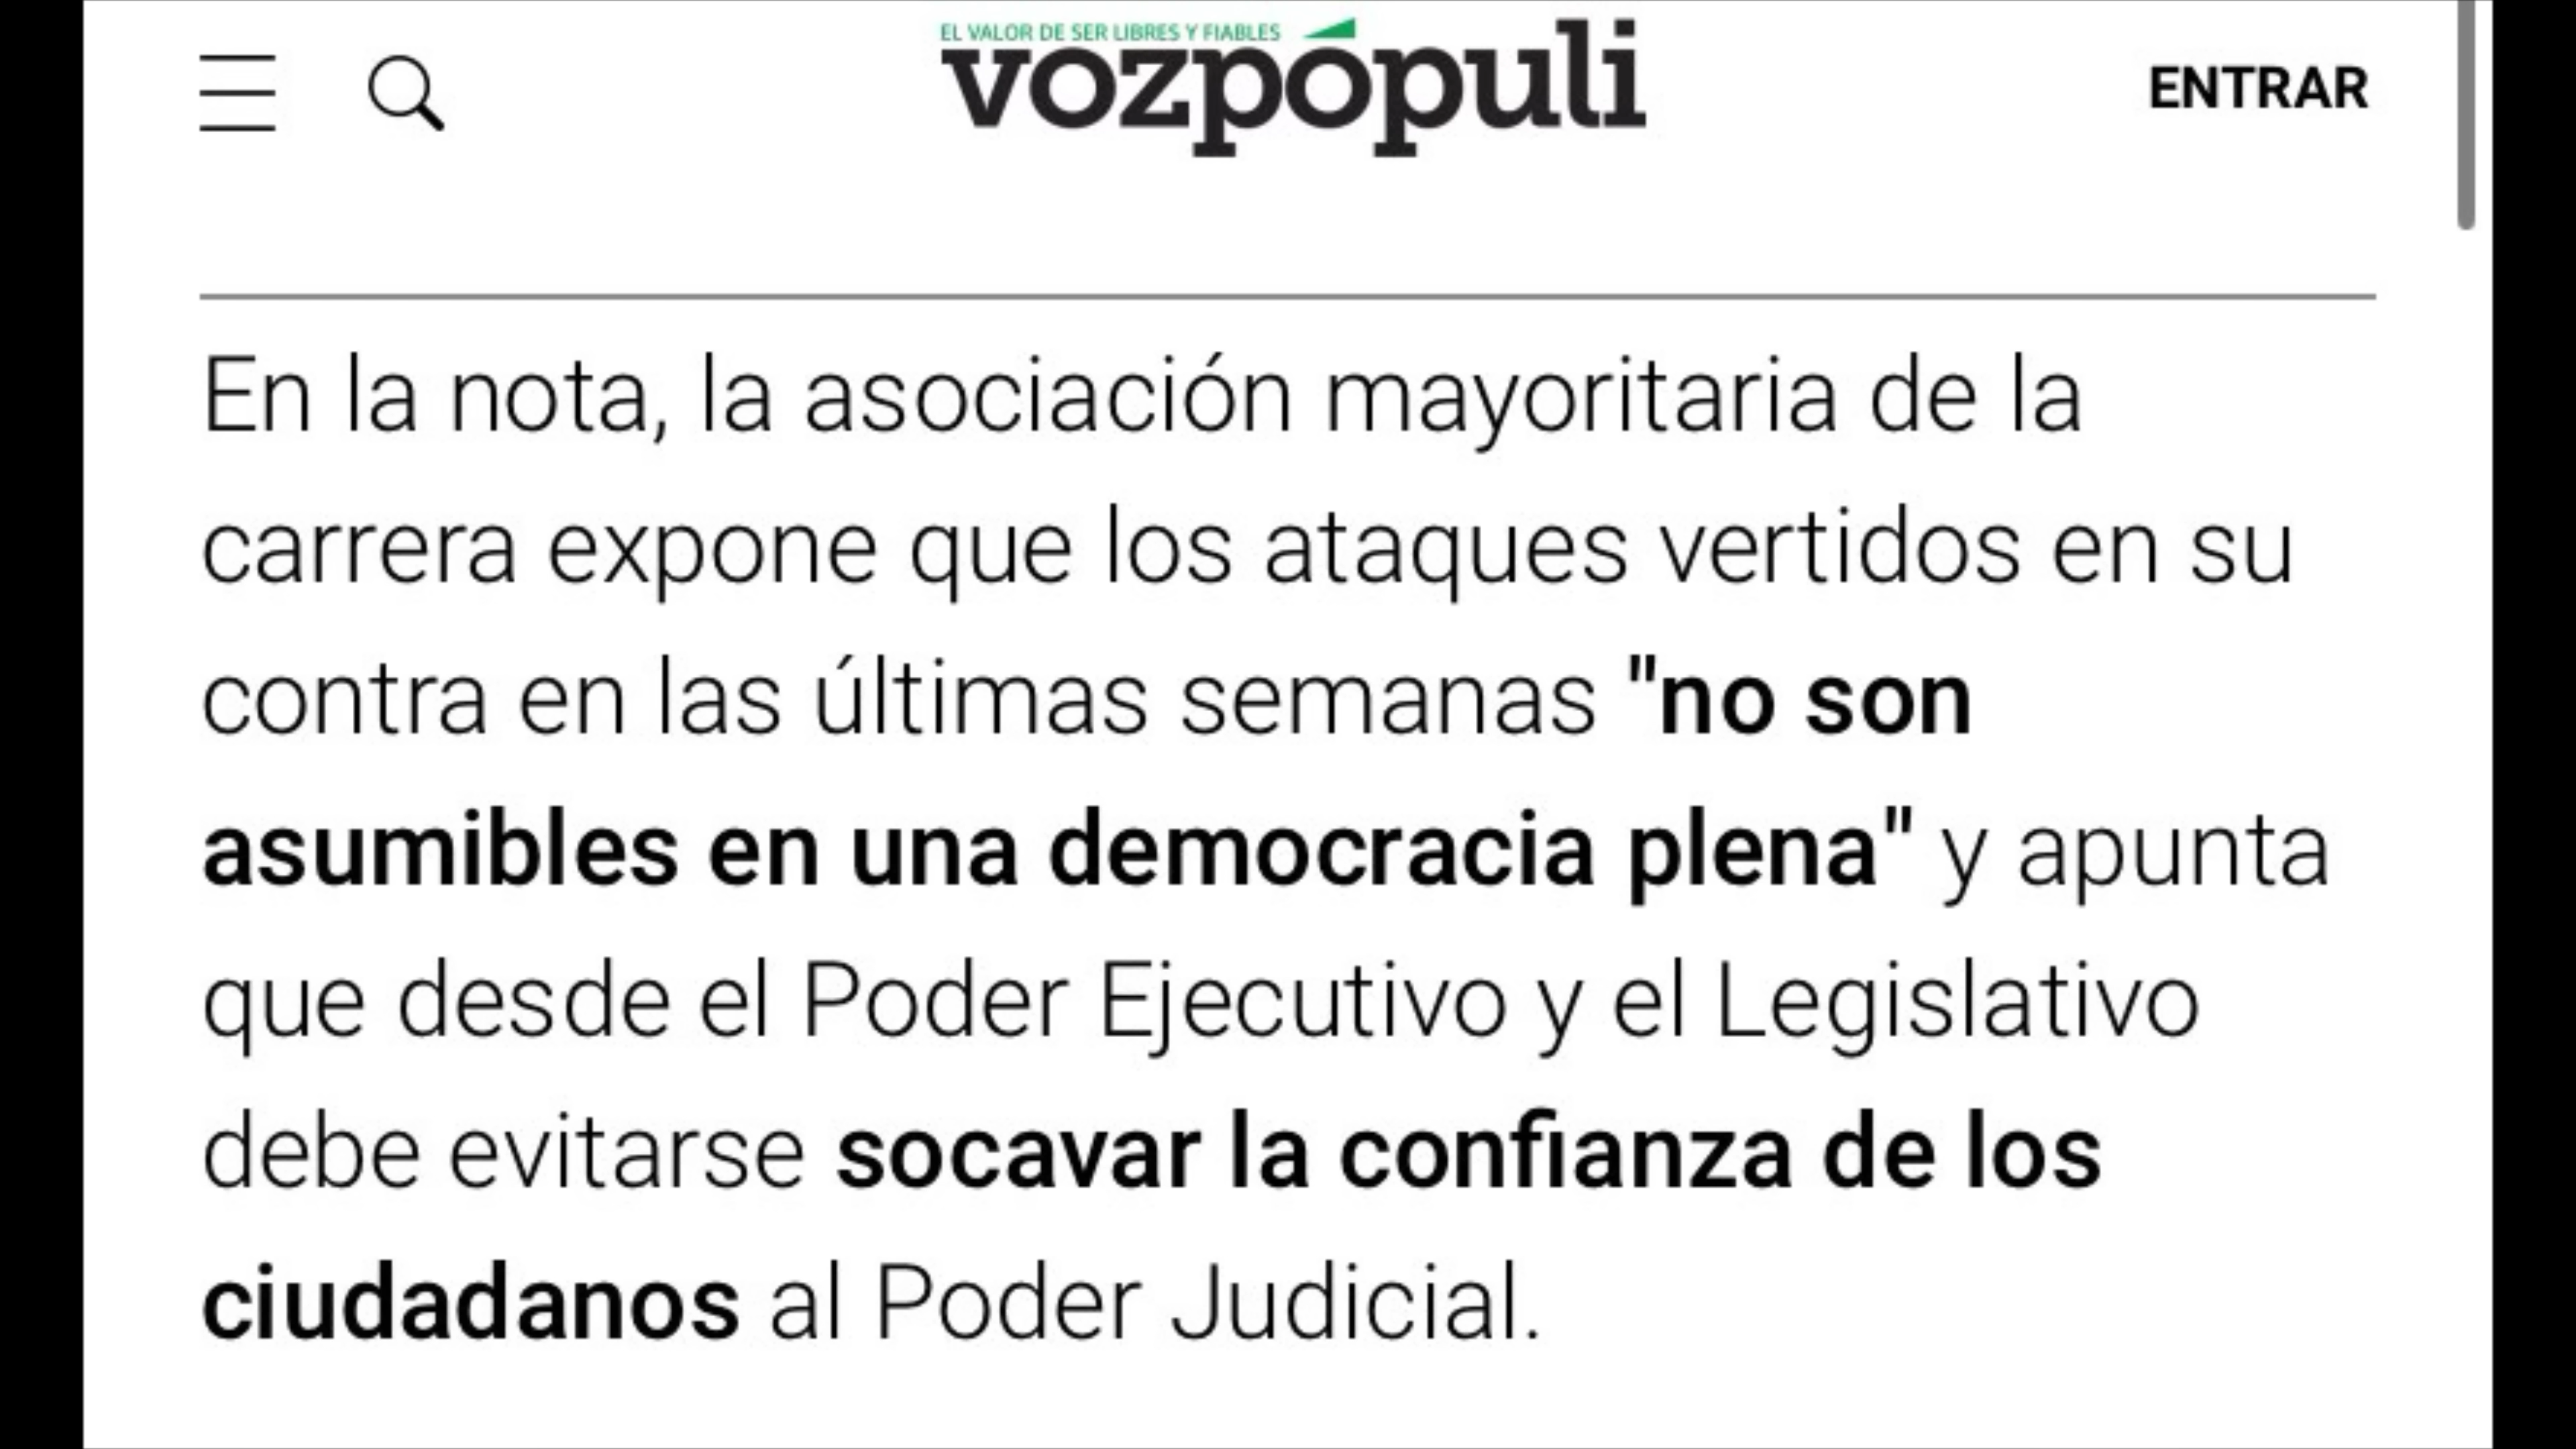 EL VALOR DE SER LIBRES Y FIABLES
vozpópuli
ENTRAR
En la nota, la asociación mayoritaria de la
carrera expone que los ataques vertidos en su
contra en las últimas semanas "no son
asumibles en una democracia plena" y apunta
que desde el Poder Ejecutivo y el Legislativo
debe evitarse socavar la confianza de los
ciudadanos al Poder Judicial.